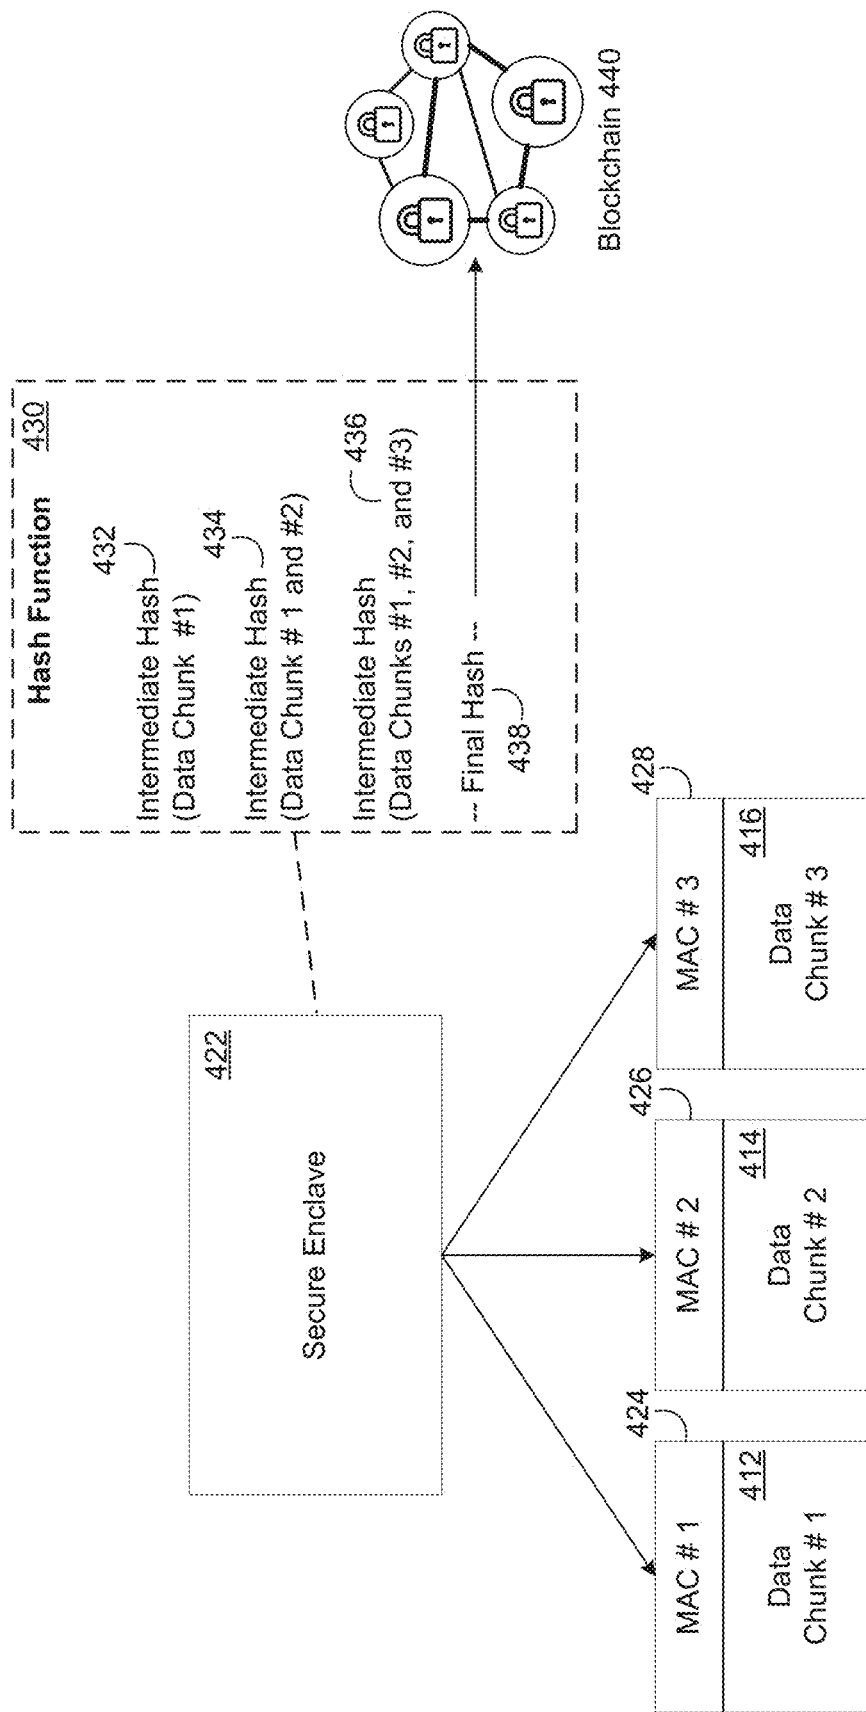 Secure Enclave
422
Hash Function
430
Intermediate Hash
(Data Chunk #1)
432
Intermediate Hash
(Data Chunk # 1 and #2)
434
Intermediate Hash
(Data Chunks #1, #2, and #3)
436
-- Final Hash --
438
Blockchain 440
424
MAC # 1
412
Data
Chunk # 1
426
MAC # 2
414
Data
Chunk # 2
428
MAC # 3
416
Data
Chunk # 3